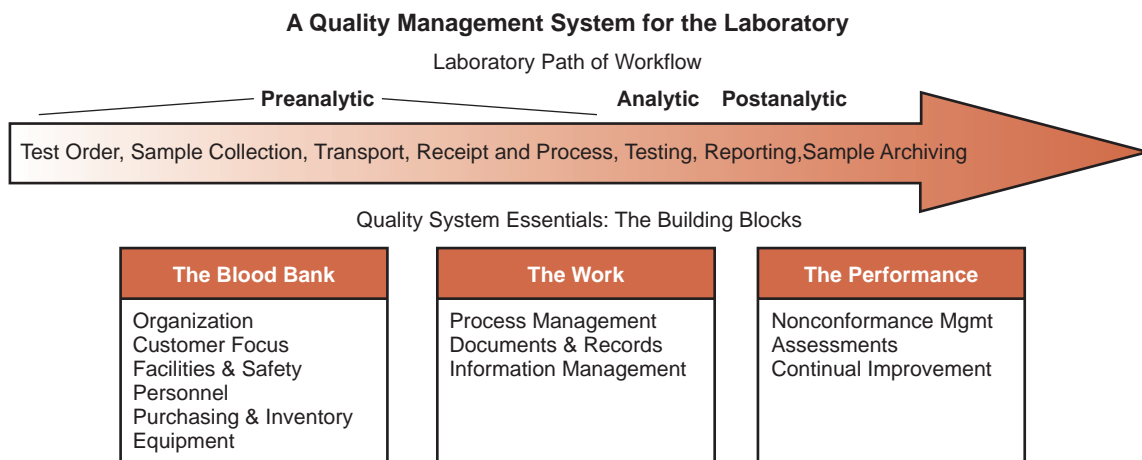 A Quality Management System for the Laboratory
Laboratory Path of Workflow
Preanalytic Analytic Postanalytic
Test Order, Sample Collection, Transport, Receipt and Process, Testing, Reporting,Sample Archiving
Quality System Essentials: The Building Blocks
The Blood Bank
Organization
Customer Focus
Facilities & Safety
Personnel
Purchasing & Inventory
Equipment
The Work
Process Management
Documents & Records
Information Management
The Performance
Nonconformance Mgmt
Assessments
Continual Improvement